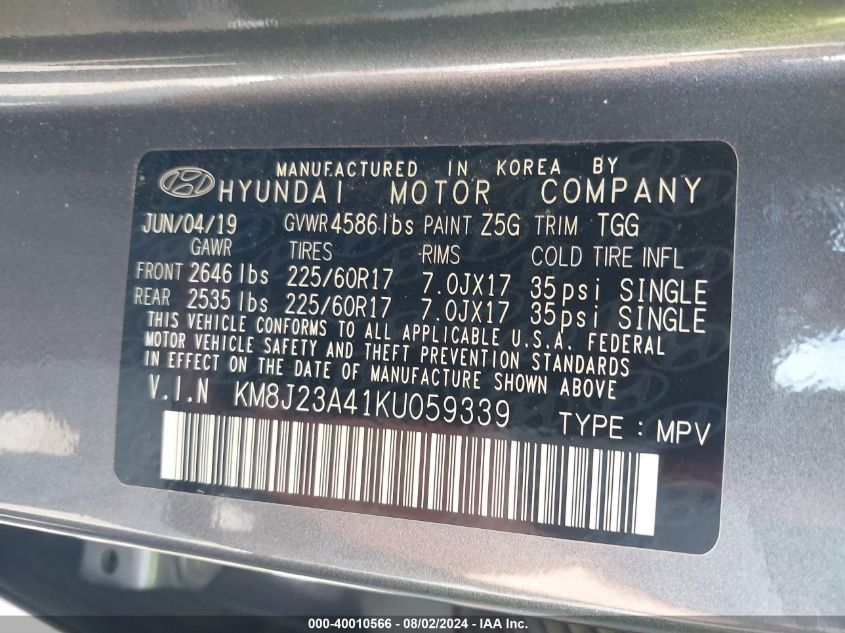 MANUFACTURED IN KOREA BY
HYUNDAI MOTOR COMPANY
JUN/04/19 GVWR 4586 lbs PAINT Z5G TRIM TGG
GAWR TIRES RIMS COLD TIRE INFL
FRONT 2646 lbs 225/60R17 7.0JX17 35psi SINGLE
REAR 2535 lbs 225/60R17 7.0JX17 35psi SINGLE
THIS VEHICLE CONFORMS TO ALL APPLICABLE U.S.A. FEDERAL
MOTOR VEHICLE SAFETY AND THEFT PREVENTION STANDARDS
IN EFFECT ON THE DATE OF MANUFACTURE SHOWN ABOVE
V.I.N KM8J23A41KU059339 TYPE : MPV
000-40010566 - 08/02/2024 - IAA Inc.